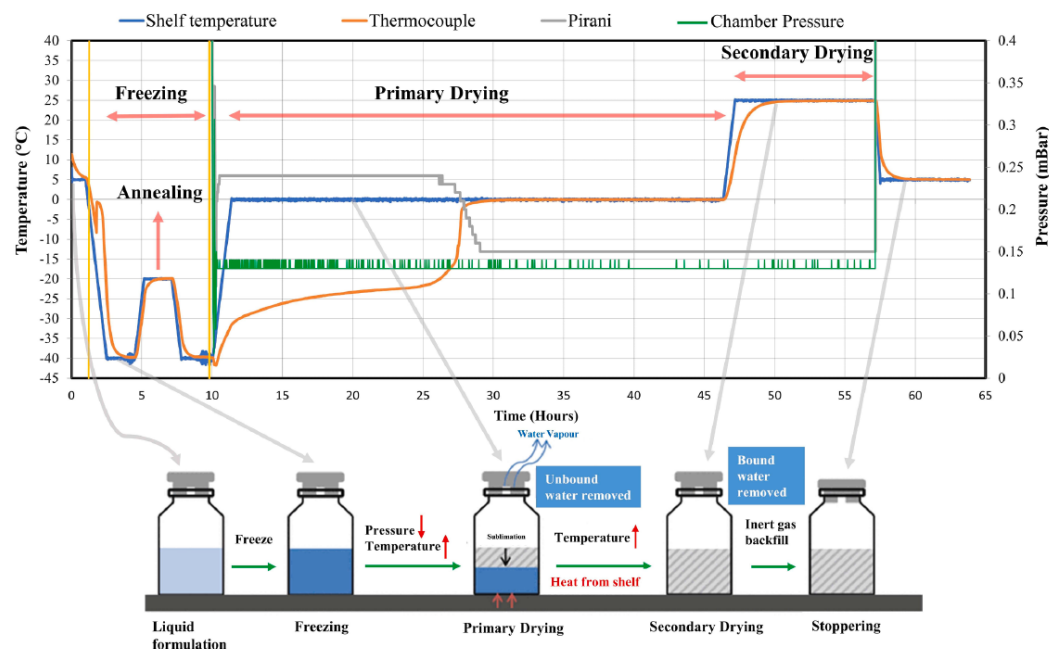 Shelf temperature
Thermocouple
Pirani
Chamber Pressure
Temperature (°C)
40
35
30
25
20
15
10
5
0
-5
-10
-15
-20
-25
-30
-35
-40
-45
Freezing
Annealing
Primary Drying
Secondary Drying
0.4
0.35
0.3
0.25
0.2
0.15
0.1
0.05
0
Pressure (mBar)
0 5 10 15 20 25 30 35 40 45 50 55 60 65
Time (Hours)
Water Vapour
Unbound
water removed
Bound
water
removed
Freeze
Pressure
Temperature
Sublimation
Temperature
Heat from shelf
Inert gas
backfill
Liquid
formulation
Freezing
Primary Drying
Secondary Drying
Stoppering